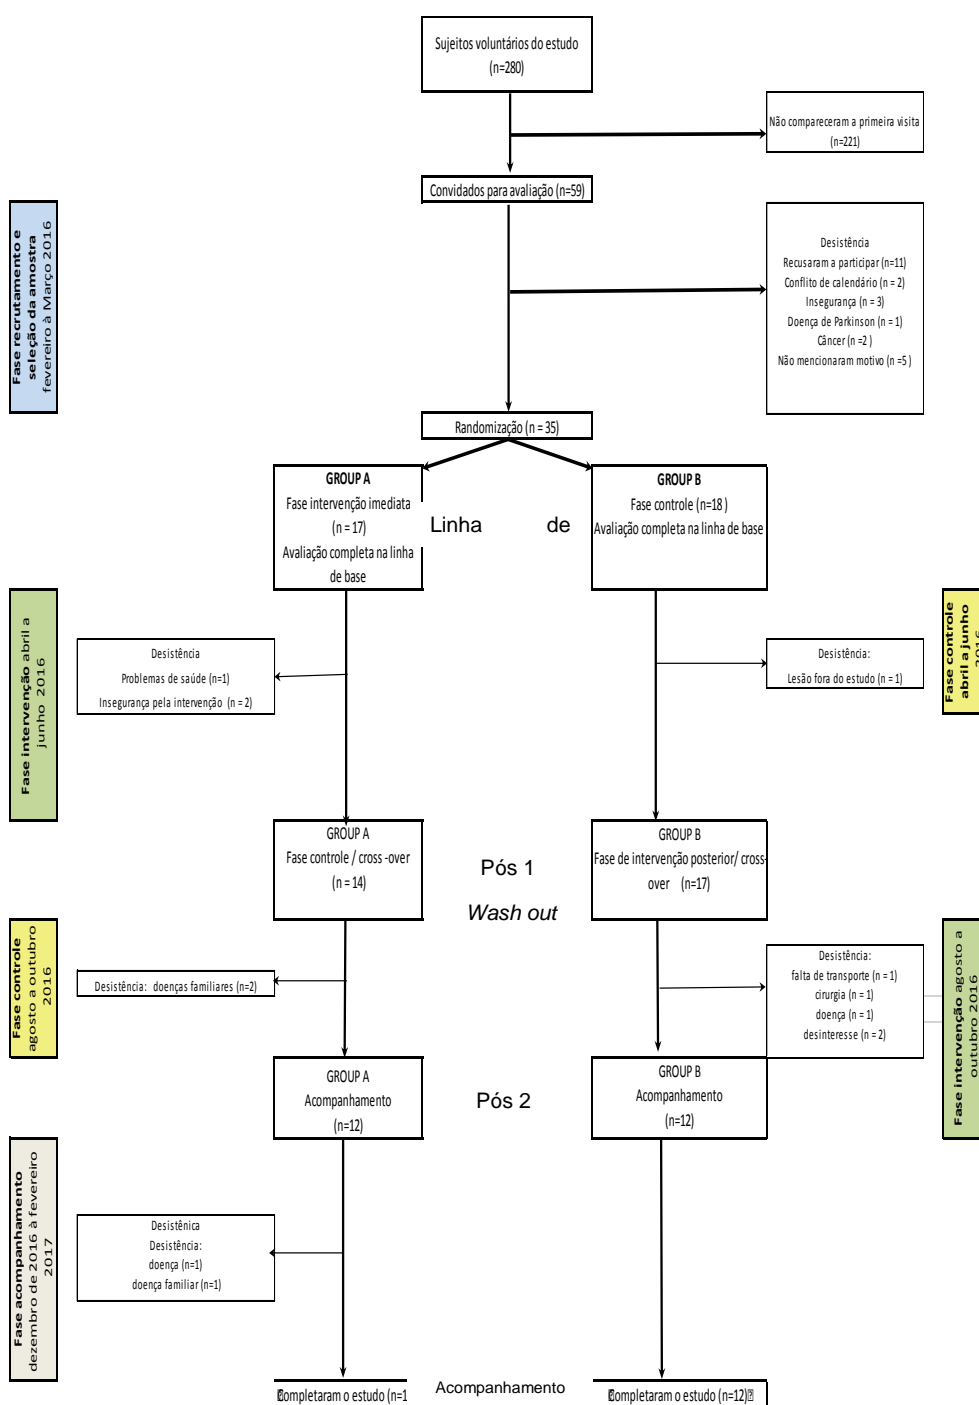 Sujeitos voluntários do estudo
(n=280)
Não compareceram a primeira visita
(n=221)
Convidados para avaliação (n=59)
Fase recrutamento e
seleção da amostra
fevereiro à Março 2016
Desistência
Recusaram a participar (n=11)
Conflito de calendário (n = 2)
Insegurança (n = 3)
Doença de Parkinson (n = 1)
Câncer (n =2 )
Não mencionaram motivo (n =5 )
Randomização (n = 35)
GROUP A
Fase intervenção imediata
(n = 17)
Avaliação completa na linha
de base
Linha de
GROUP B
Fase controle (n=18 )
Avaliação completa na linha de base
Fase intervenção abril a
junho 2016
Desistência
Problemas de saúde (n=1)
Insegurança pela intervenção (n = 2)
Desistência:
Lesão fora do estudo (n = 1)
Fase controle
abril a junho
2016
GROUP A
Fase controle / cross -over
(n = 14)
Pós 1
Wash out
GROUP B
Fase de intervenção posterior/ cross-
over (n=17)
Fase controle
agosto a outubro
2016
Desistência: doenças familiares (n=2)
Desistência:
falta de transporte (n = 1)
cirurgia (n = 1)
doença (n = 1)
desinteresse (n = 2)
Fase intervenção agosto a
outubro 2016
GROUP A
Acompanhamento
(n=12)
Pós 2
GROUP B
Acompanhamento
(n=12)
Fase acompanhamento
dezembro de 2016 à fevereiro
2017
Desistênica
Desistência:
doença (n=1)
doença familiar (n=1)
Completaram o estudo (n=1
Acompanhamento
Completaram o estudo (n=12)